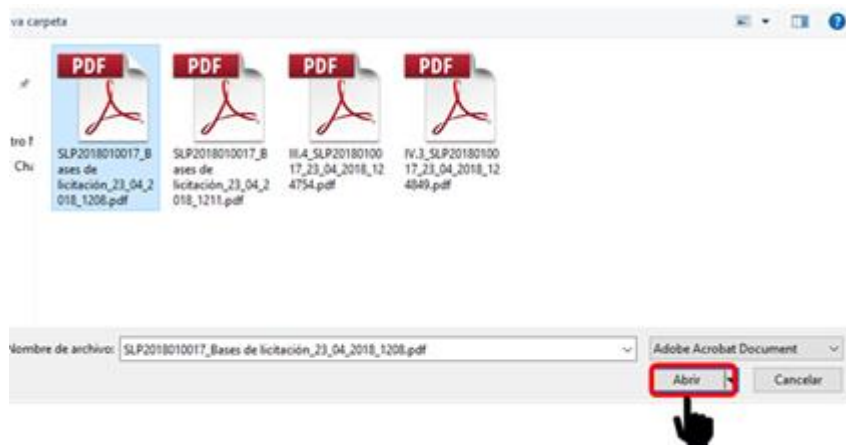 va carpeta
PDF
PDF
PDF
PDF
SLP2018010017_B
ases de
licitación_23_04_2
018_1208.pdf
SLP2018010017_B
ases de
licitación_23_04_2
018_1211.pdf
III.4_SLP20180100
17_23_04_2018_12
4754.pdf
IV.3_SLP20180100
17_23_04_2018_12
4849.pdf
Nombre de archivo: SLP2018010017_Bases de licitación_23_04_2018_1208.pdf
Adobe Acrobat Document
Abrir
Cancelar